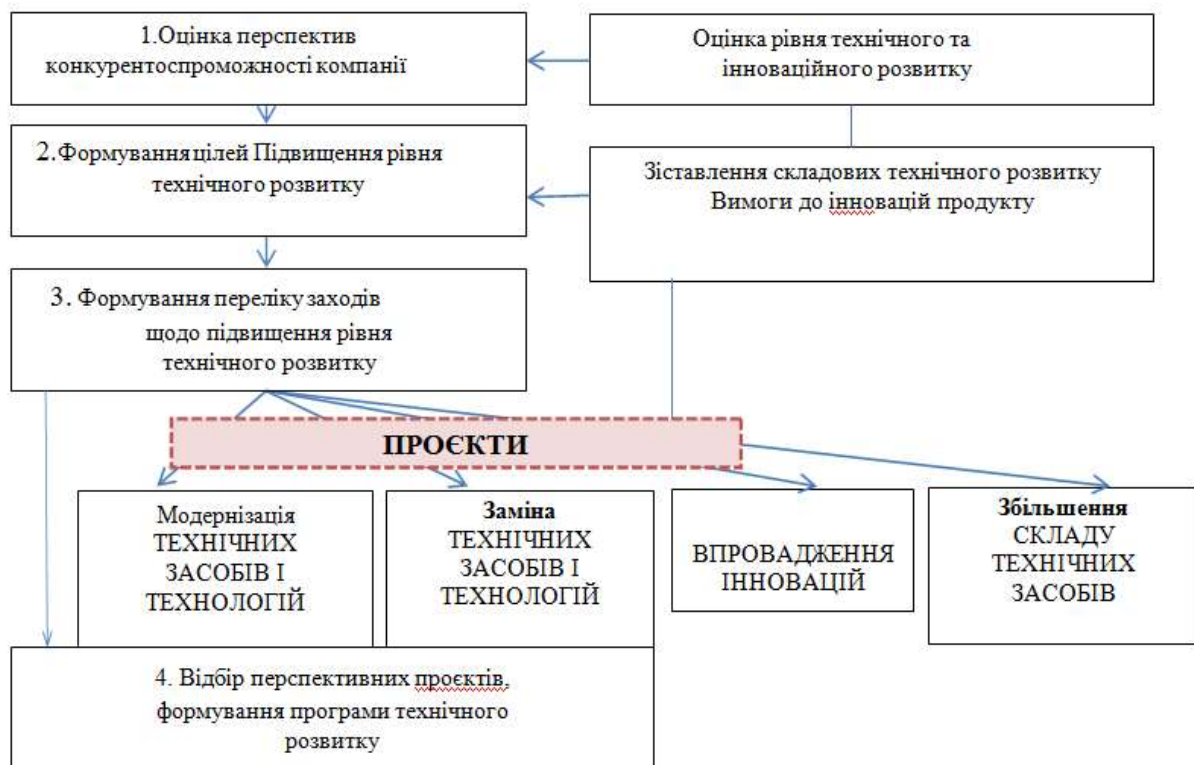 1.Оцінка перспектив
конкурентоспроможності компанії
Оцінка рівня технічного та
інноваційного розвитку
2.Формування цілей Підвищення рівня
технічного розвитку
Зіставлення складових технічного розвитку
Вимоги до інновацій продукту
3. Формування переліку заходів
щодо підвищення рівня
технічного розвитку
ПРОЄКТИ
Модернізація
ТЕХНІЧНИХ
ЗАСОБІВ І
ТЕХНОЛОГІЙ
Заміна
ТЕХНІЧНИХ
ЗАСОБІВ І
ТЕХНОЛОГІЙ
ВПРОВАДЖЕННЯ
ІННОВАЦІЙ
Збільшення
СКЛАДУ
ТЕХНІЧНИХ
ЗАСОБІВ
4. Відбір перспективних проєктів,
формування програми технічного
розвитку